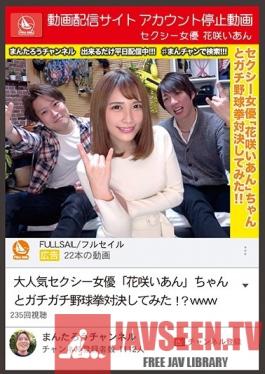 動画配信サイト アカウント停止動画
セクシー女優 花咲いあん
まんたろうチャンネル 出来るだけ平日配信中!!! #まんチャンで検索!!!
セクシー女優「花咲いあん」ちゃん
とガチ野球拳対決してみた!!
FULLSAIL/フルセイル
広告 22本の動画
大人気セクシー女優「花咲いあん」ちゃん
とガチガチ野球拳対決してみた!?www
235回視聴
まんたろうチャンネル
チャンネル登録
JAVSEEN.TV
FREE JAV LIBRARY